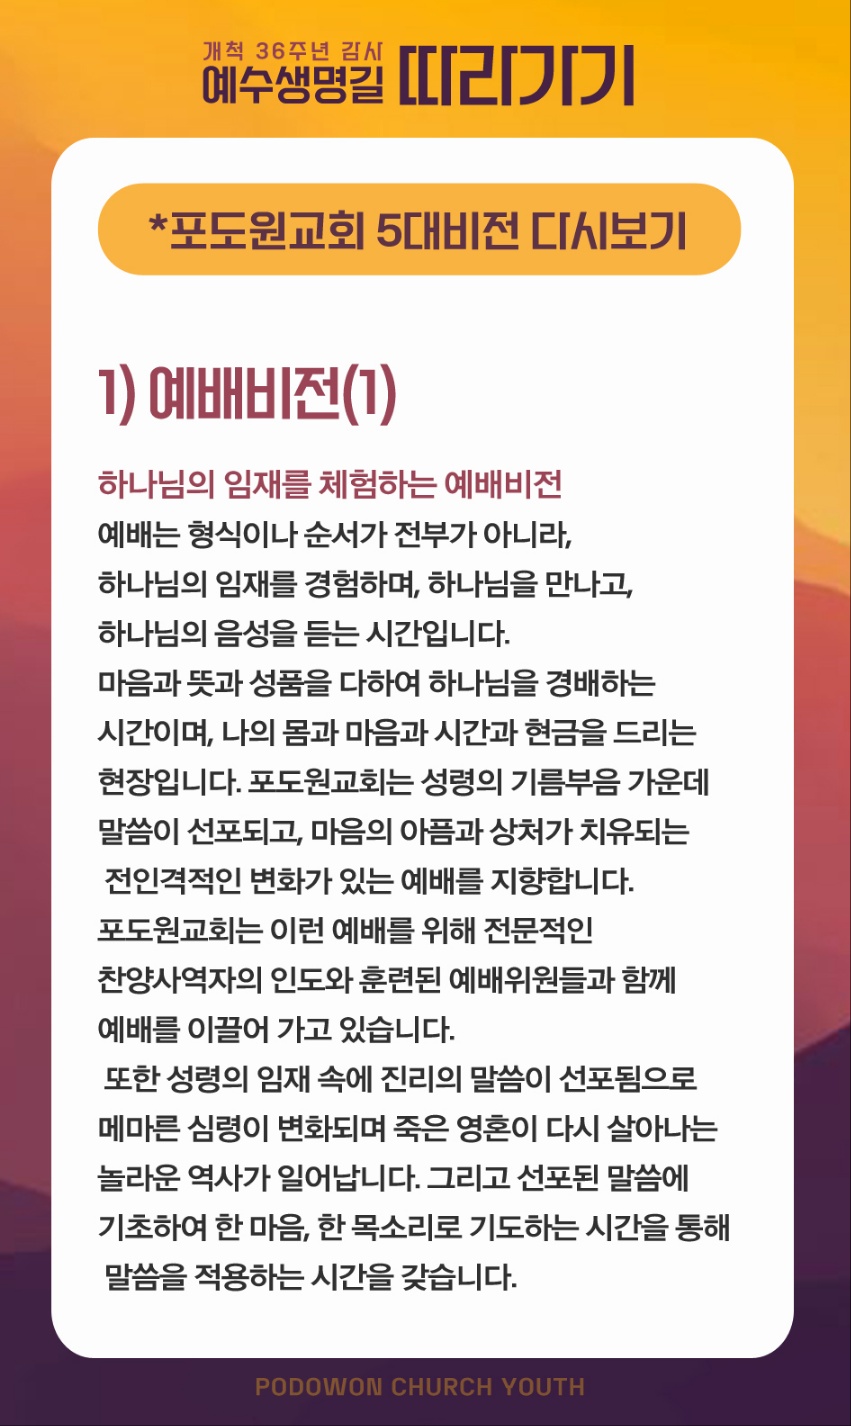 개척 36주년 감사
예수생명길 따라가기
*포도원교회 5대비전 다시보기
1) 예배비전(1)
하나님의 임재를 체험하는 예배비전
예배는 형식이나 순서가 전부가 아니라,
하나님의 임재를 경험하며, 하나님을 만나고,
하나님의 음성을 듣는 시간입니다.
마음과 뜻과 성품을 다하여 하나님을 경배하는
시간이며, 나의 몸과 마음과 시간과 현금을 드리는
현장입니다. 포도원교회는 성령의 기름부음 가운데
말씀이 선포되고, 마음의 아픔과 상처가 치유되는
전인격적인 변화가 있는 예배를 지향합니다.
포도원교회는 이런 예배를 위해 전문적인
찬양사역자의 인도와 훈련된 예배위원들과 함께
예배를 이끌어 가고 있습니다.
또한 성령의 임재 속에 진리의 말씀이 선포됨으로
메마른 심령이 변화되며 죽은 영혼이 다시 살아나는
놀라운 역사가 일어납니다. 그리고 선포된 말씀에
기초하여 한 마음, 한 목소리로 기도하는 시간을 통해
말씀을 적용하는 시간을 갖습니다.
PODOWON CHURCH YOUTH